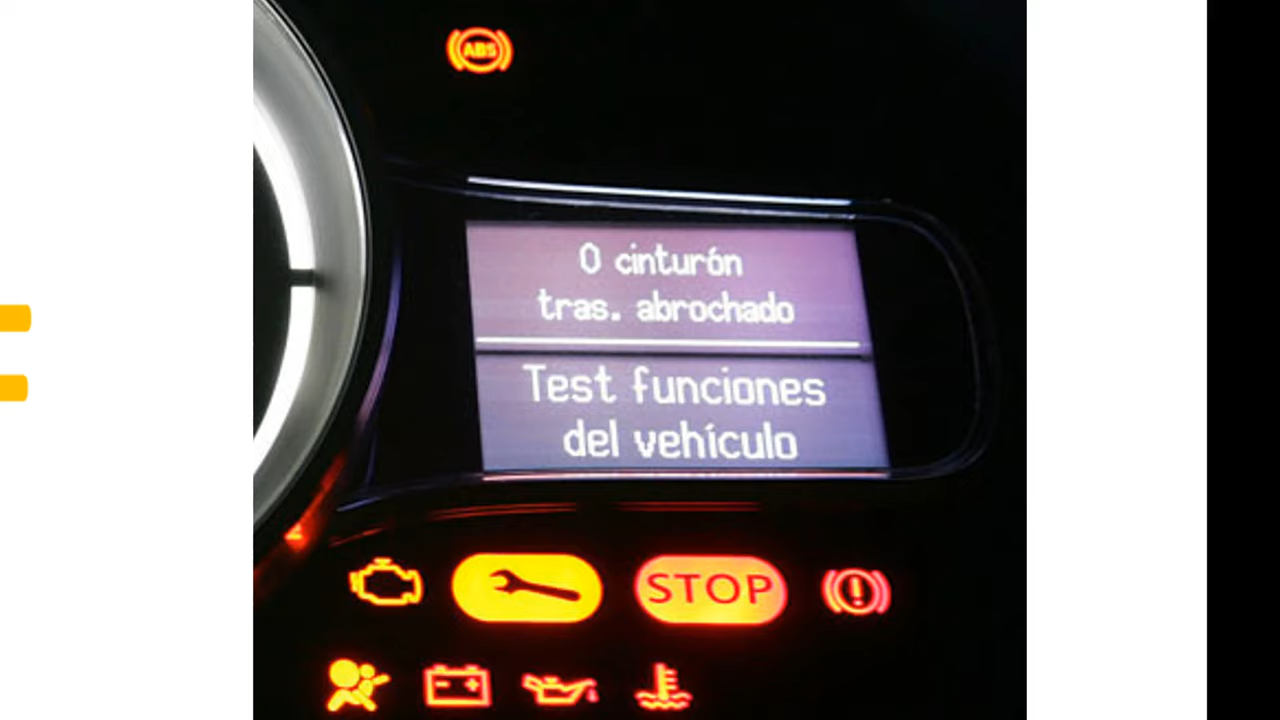 ABS
0 cinturón
tras. abrochado
Test funciones
del vehículo
STOP